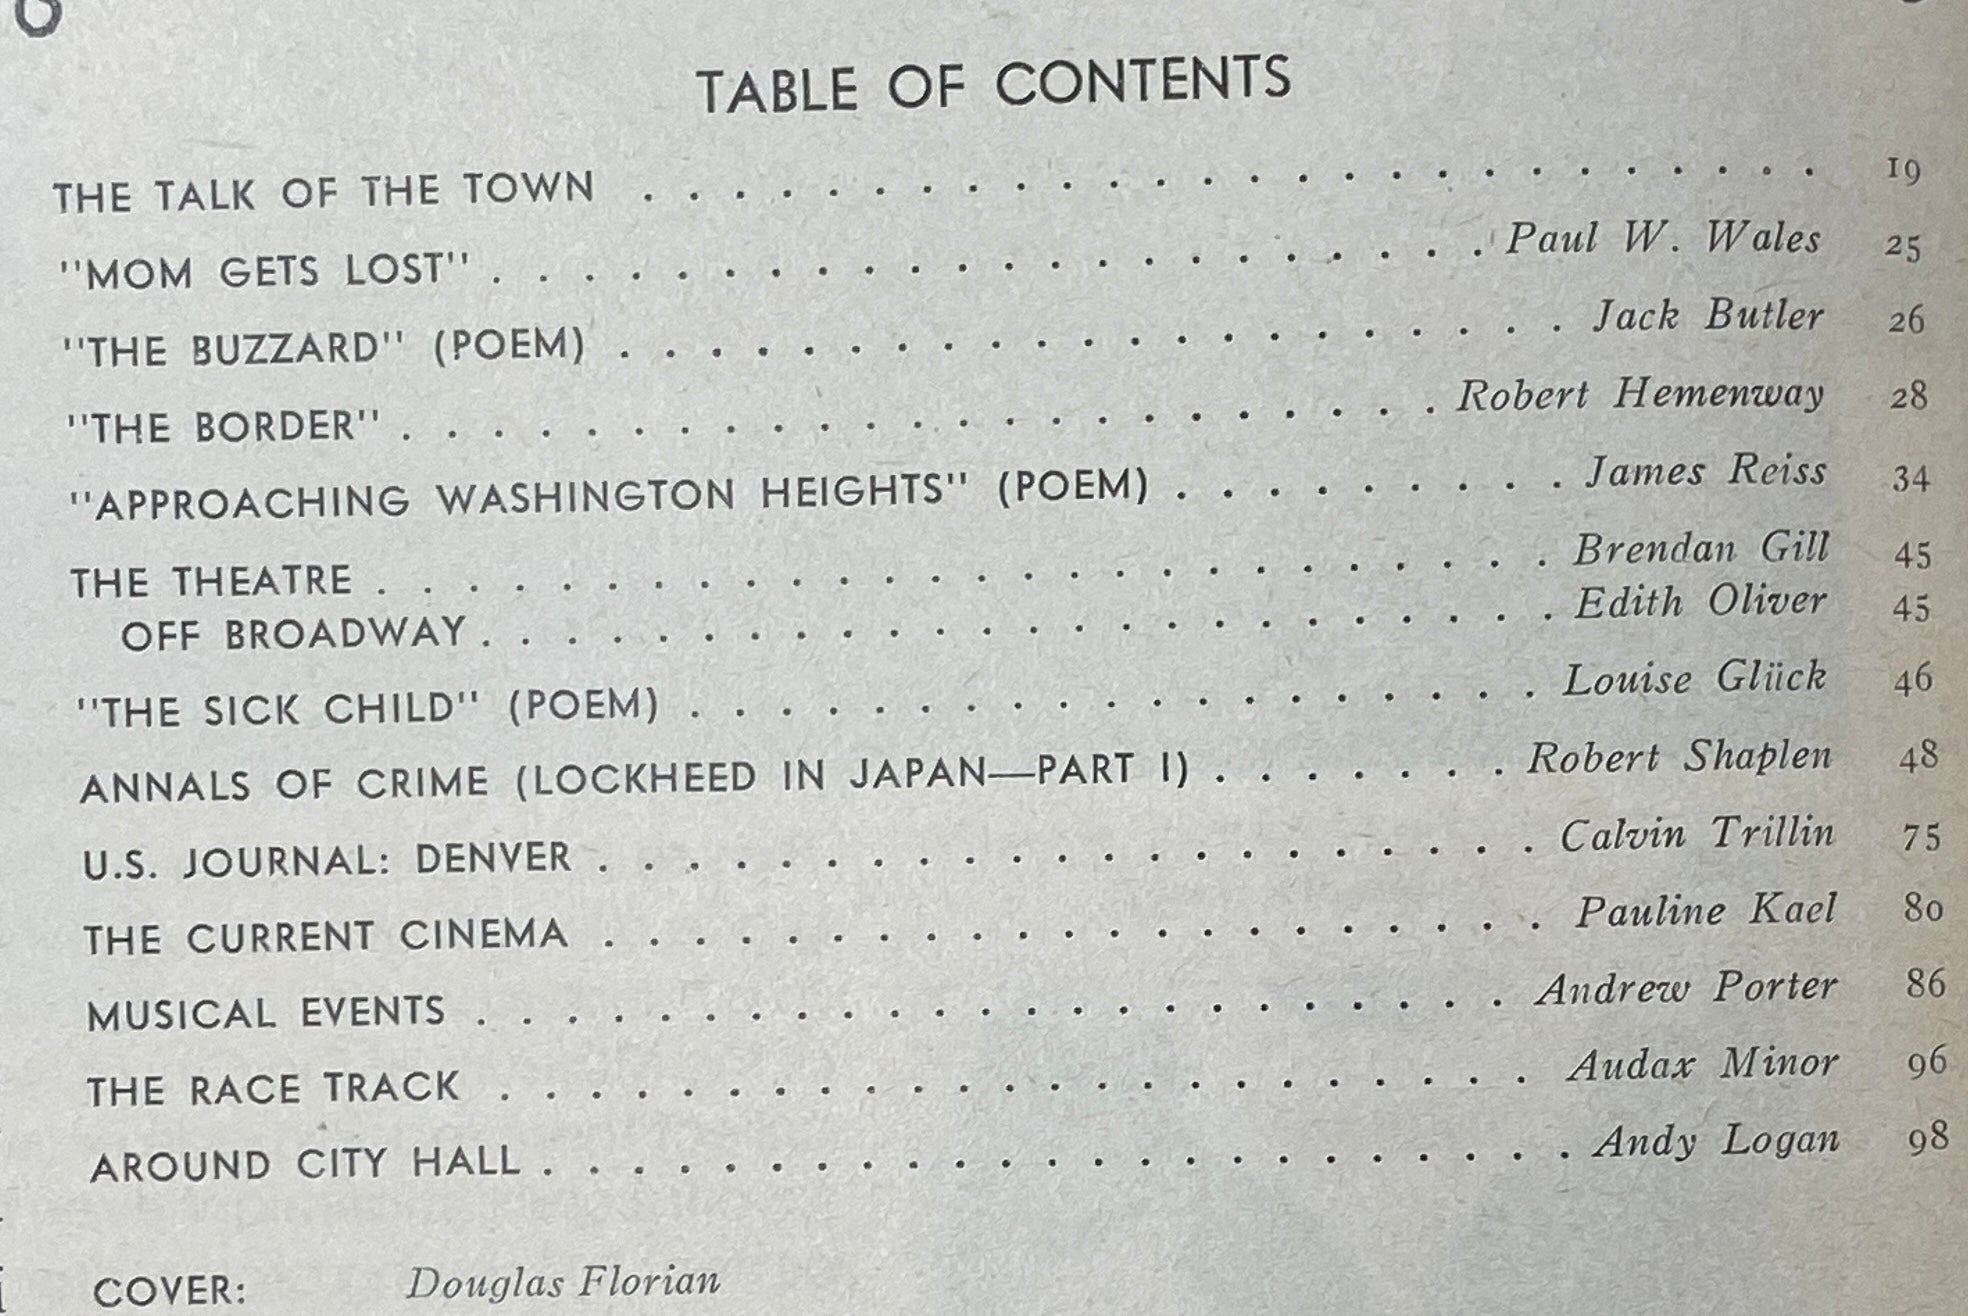 TABLE OF CONTENTS
THE TALK OF THE TOWN . . . . . . . . . . . . . . . . . . . . . . . . . . 19
"MOM GETS LOST" . . . . . . . . . . . . . . . . . . . . . . Paul W. Wales 25
"THE BUZZARD" (POEM) . . . . . . . . . . . . . . . . . . . . . Jack Butler 26
"THE BORDER" . . . . . . . . . . . . . . . . . . . . . . . Robert Hemenway 28
"APPROACHING WASHINGTON HEIGHTS" (POEM) . . . . . . . . . James Reiss 34
THE THEATRE . . . . . . . . . . . . . . . . . . . . . . . . . . Brendan Gill 45
OFF BROADWAY . . . . . . . . . . . . . . . . . . . . . . . . Edith Oliver 45
"THE SICK CHILD" (POEM) . . . . . . . . . . . . . . . . . . . Louise Glück 46
ANNALS OF CRIME (LOCKHEED IN JAPAN—PART I) . . . . . . . Robert Shaplen 48
U.S. JOURNAL: DENVER . . . . . . . . . . . . . . . . . . . . . Calvin Trillin 75
THE CURRENT CINEMA . . . . . . . . . . . . . . . . . . . . . Pauline Kael 80
MUSICAL EVENTS . . . . . . . . . . . . . . . . . . . . . . . Andrew Porter 86
THE RACE TRACK . . . . . . . . . . . . . . . . . . . . . . . Audax Minor 96
AROUND CITY HALL . . . . . . . . . . . . . . . . . . . . . . . Andy Logan 98
COVER: Douglas Florian